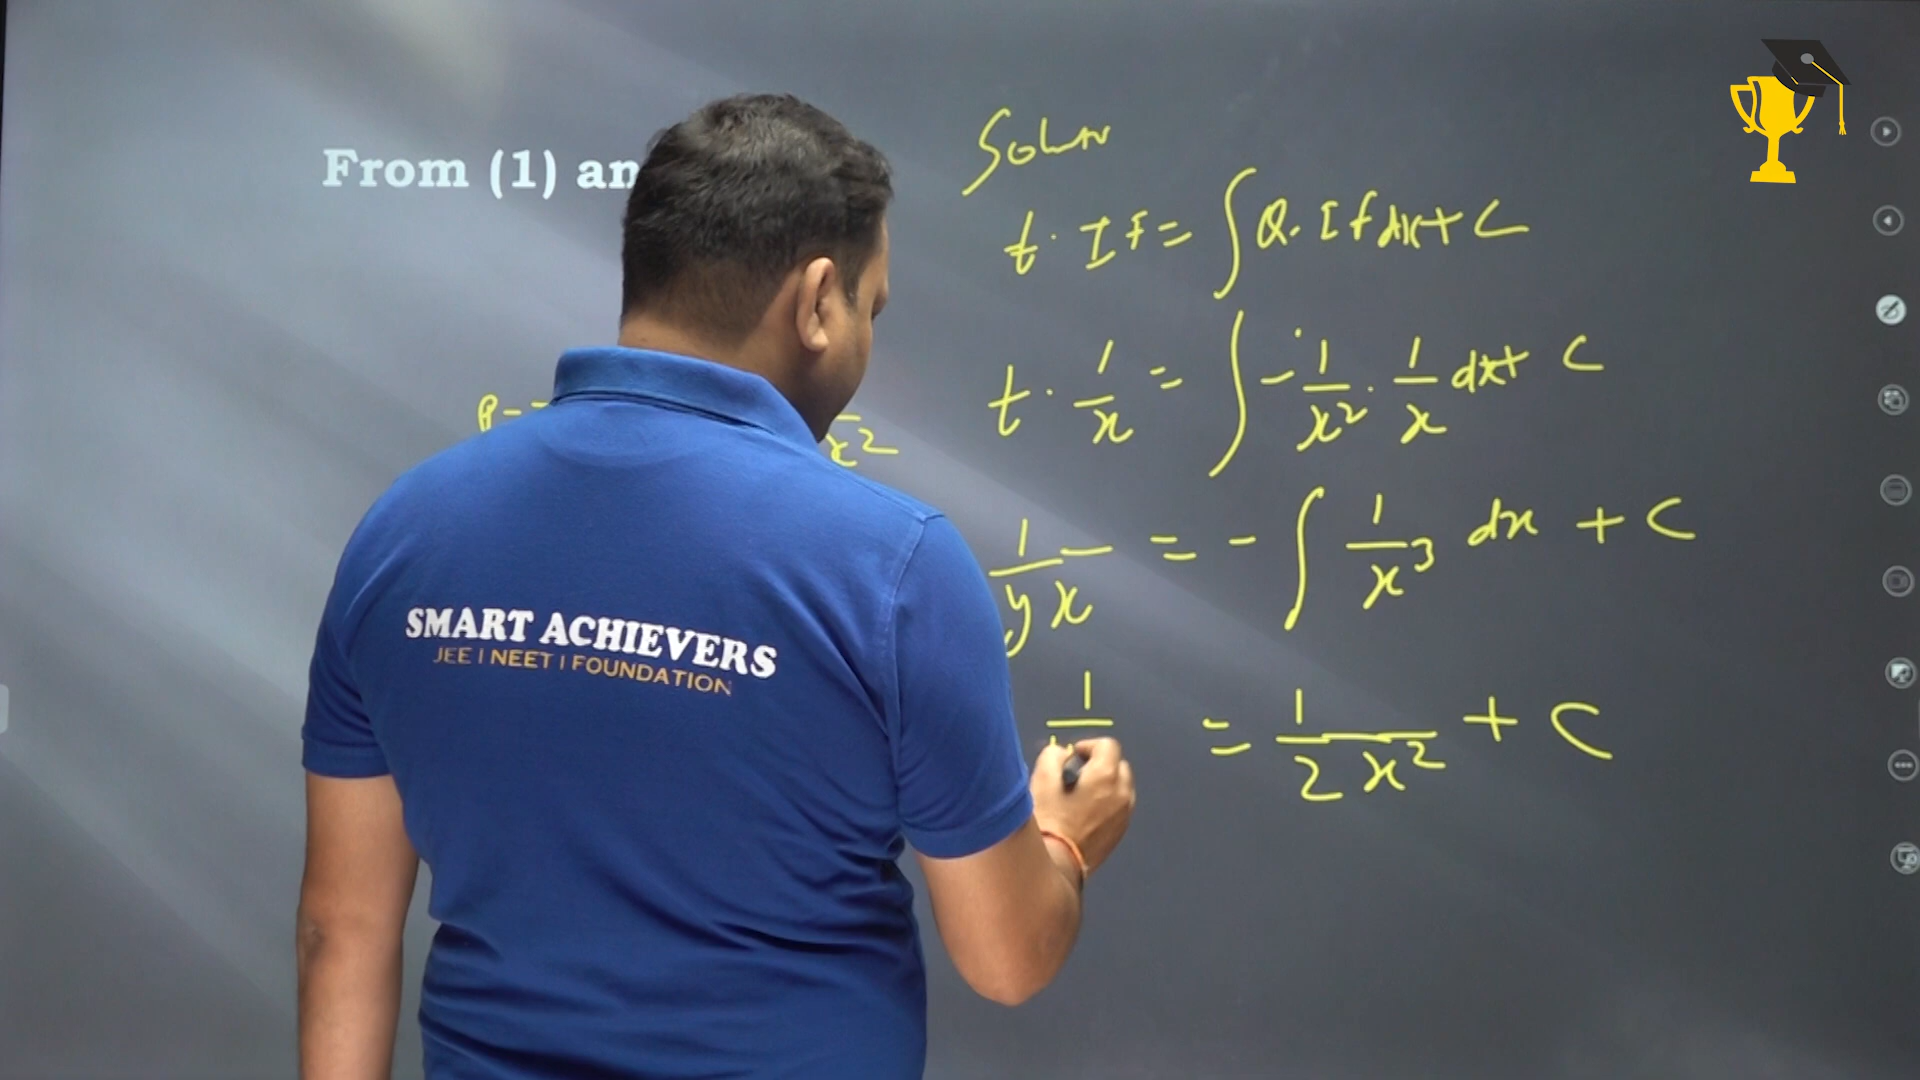 From (1) an
Soln
t · IF = ∫ Q. IF dx + C
t · 1/x = ∫ -1/x² · 1/x dx + C
1/yx = - ∫ 1/x³ dx + C
1/ = 1/2x² + C
SMART ACHIEVERS
JEE | NEET | FOUNDATION